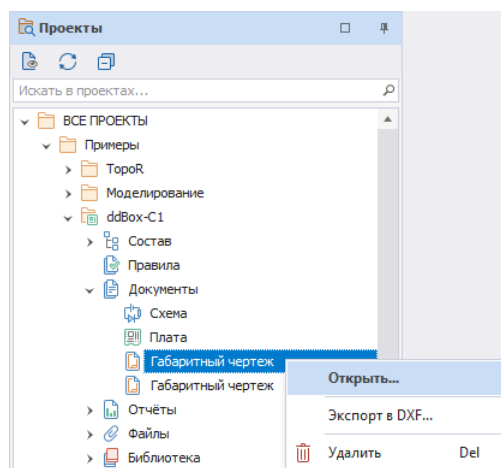 Проекты
Искать в проектах...
ВСЕ ПРОЕКТЫ
Примеры
TopoR
Моделирование
ddBox-C1
Состав
Правила
Документы
Схема
Плата
Габаритный чертеж
Открыть...
Габаритный чертеж
Экспорт в DXF...
Отчёты
Файлы
Удалить Del
Библиотека